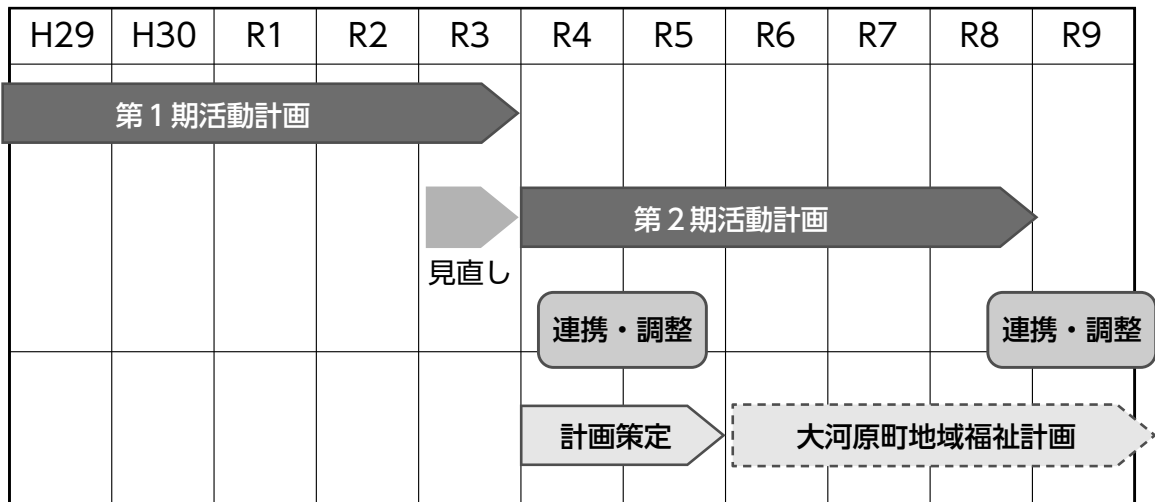 H29 H30 R1 R2 R3 R4 R5 R6 R7 R8 R9
第1期活動計画
第2期活動計画
見直し
連携・調整 連携・調整
計画策定 大河原町地域福祉計画